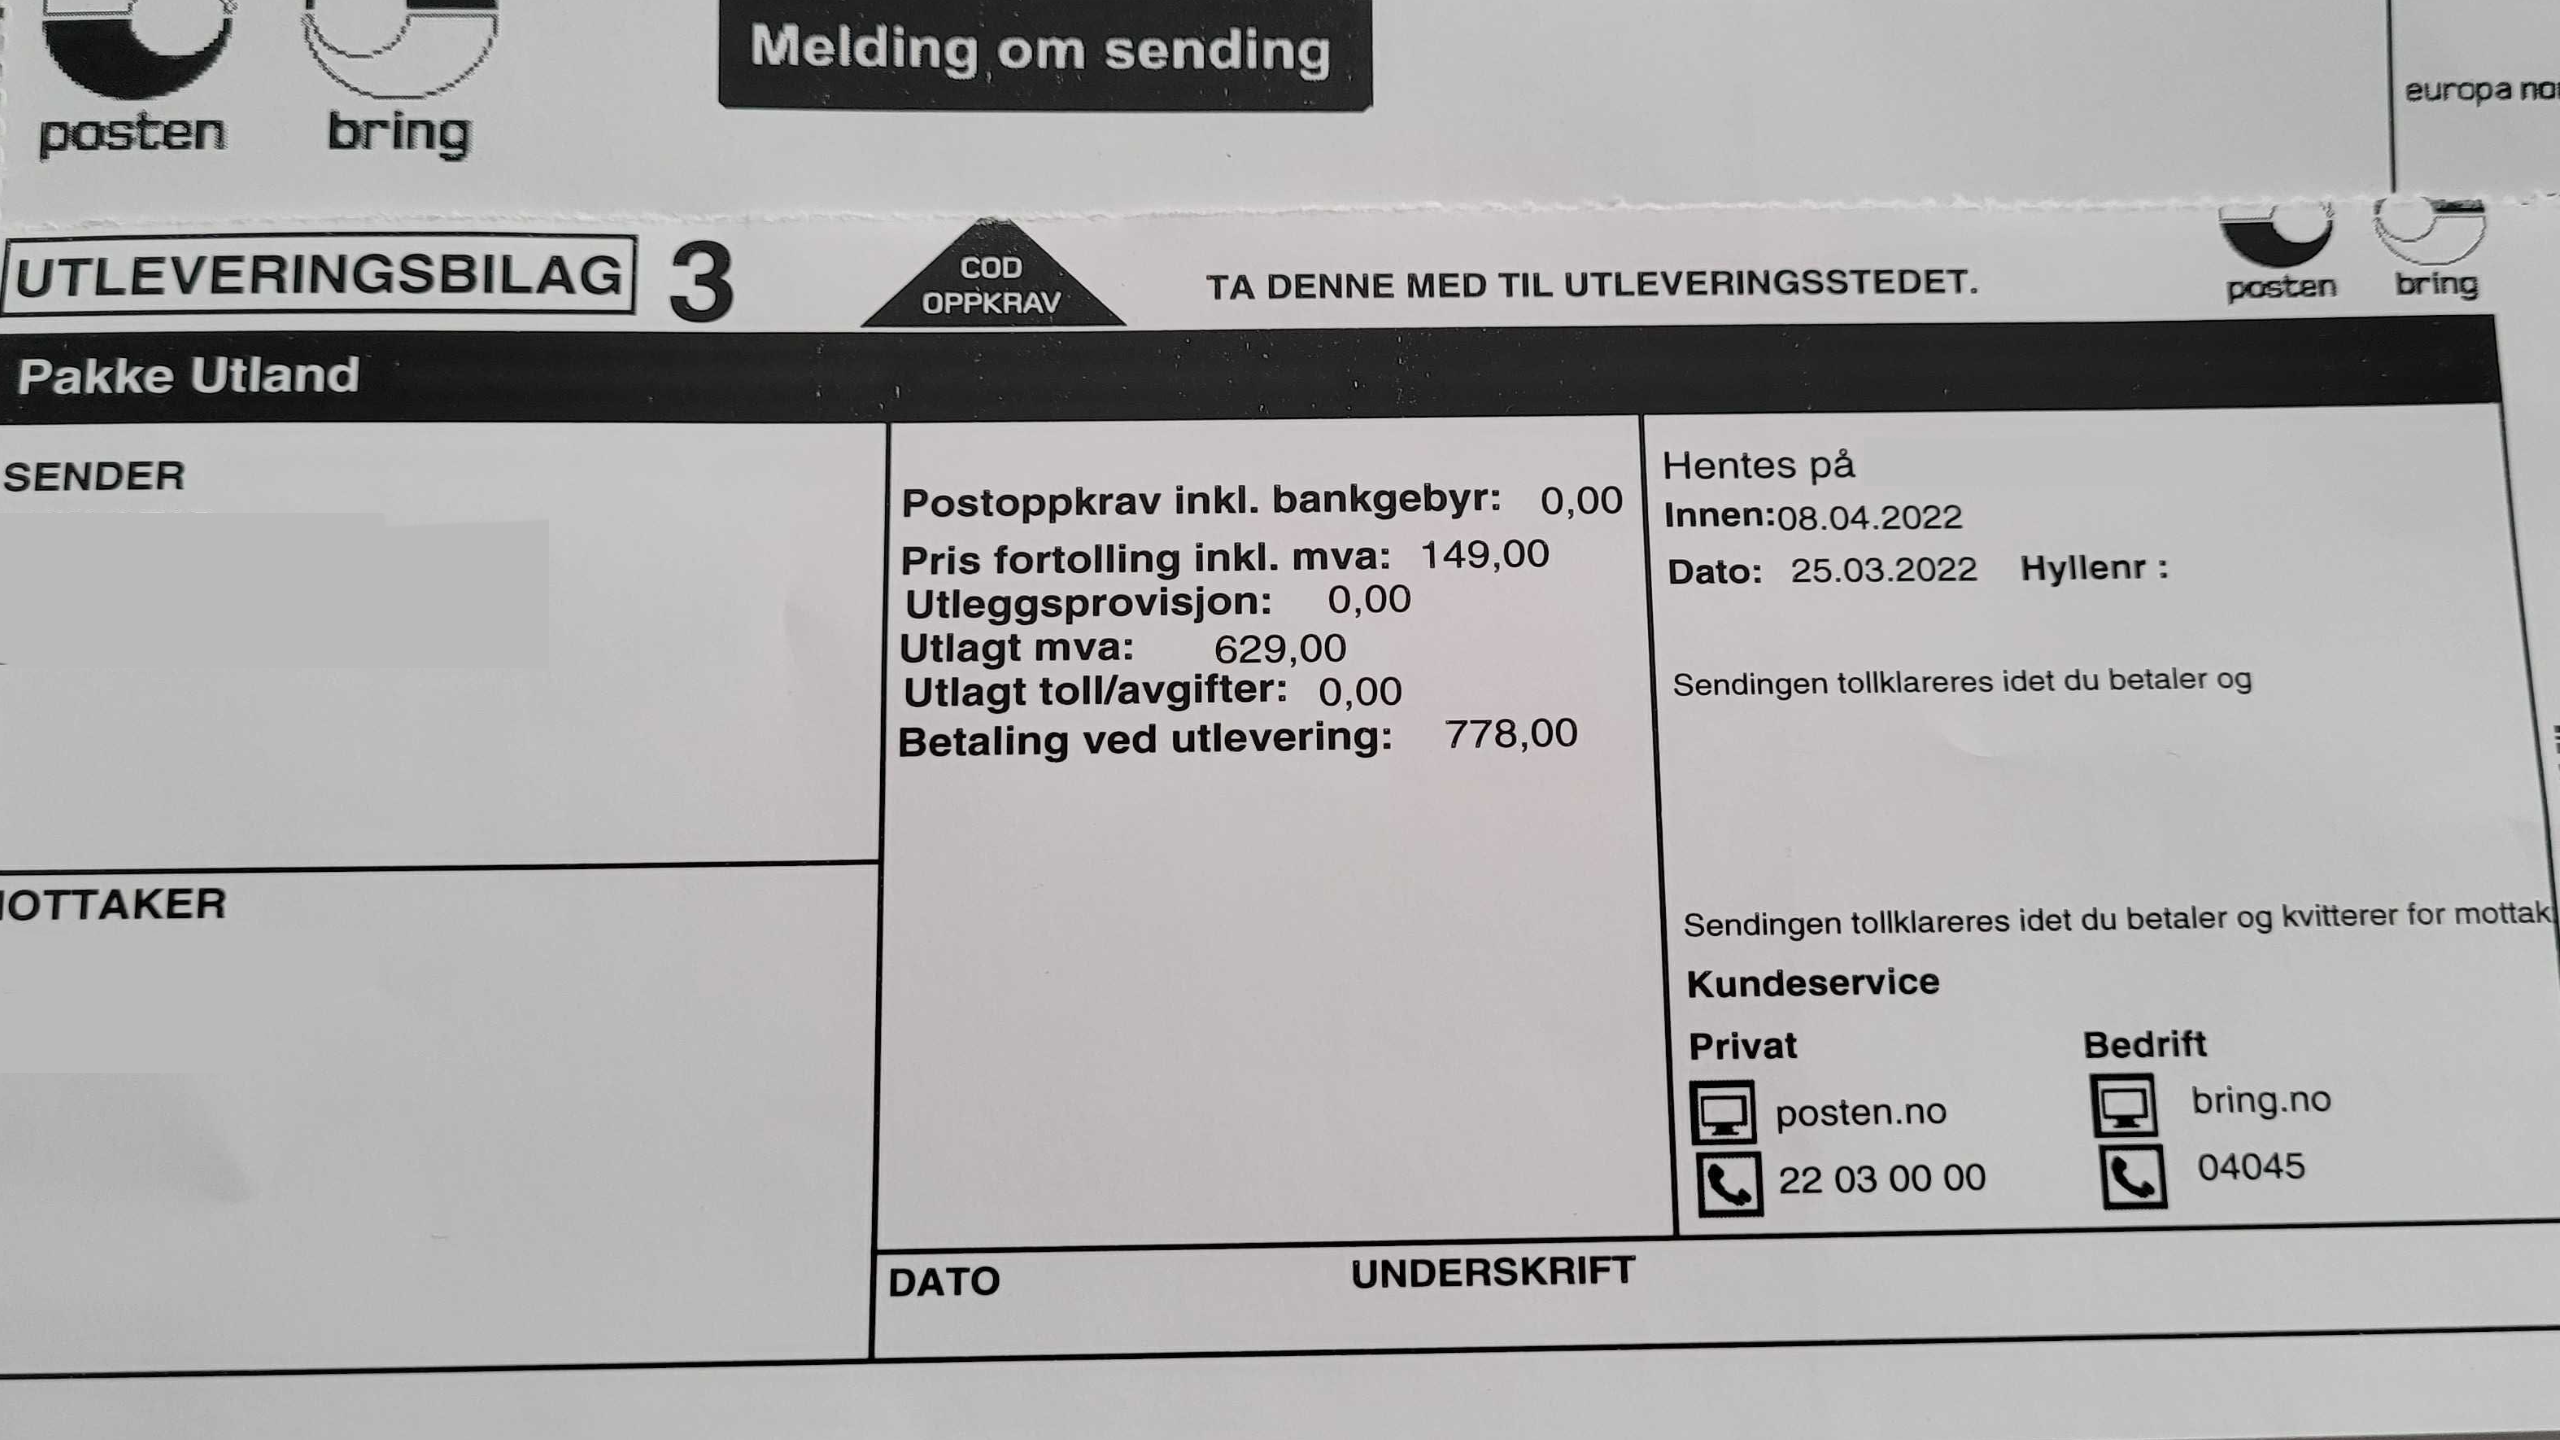 posten bring
Melding om sending
europa
UTLEVERINGSBILAG 3
COD
OPPKRAV
TA DENNE MED TIL UTLEVERINGSSTEDET.
posten bring
Pakke Utland
SENDER
Postoppkrav inkl. bankgebyr: 0,00
Pris fortolling inkl. mva: 149,00
Utleggsprovisjon: 0,00
Utlagt mva: 629,00
Utlagt toll/avgifter: 0,00
Betaling ved utlevering: 778,00
Hentes på
Innen:08.04.2022
Dato: 25.03.2022 Hyllenr :
Sendingen tollklareres idet du betaler og
OTTAKER
Sendingen tollklareres idet du betaler og kvitterer for mottak
Kundeservice
Privat Bedrift
posten.no bring.no
22 03 00 00 04045
DATO UNDERSKRIFT